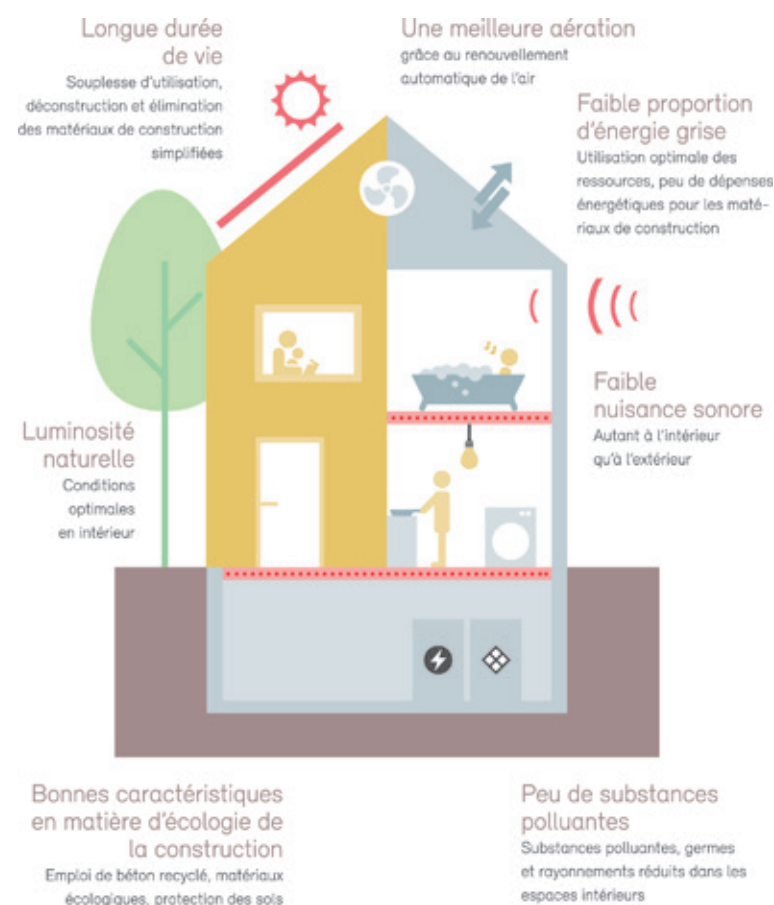 Longue durée
de vie
Souplesse d'utilisation,
déconstruction et élimination
des matériaux de construction
simplifiées
Une meilleure aération
grâce au renouvellement
automatique de l'air
Faible proportion
d'énergie grise
Utilisation optimale des
ressources, peu de dépenses
énergétiques pour les maté-
riaux de construction
Faible
nuisance sonore
Autant à l'intérieur
qu'à l'extérieur
Luminosité
naturelle
Conditions
optimales
en intérieur
Bonnes caractéristiques
en matière d'écologie de
la construction
Emploi de béton recyclé, matériaux
écologiques, protection des sols
Peu de substances
polluantes
Substances polluantes, germes
et rayonnements réduits dans les
espaces intérieurs